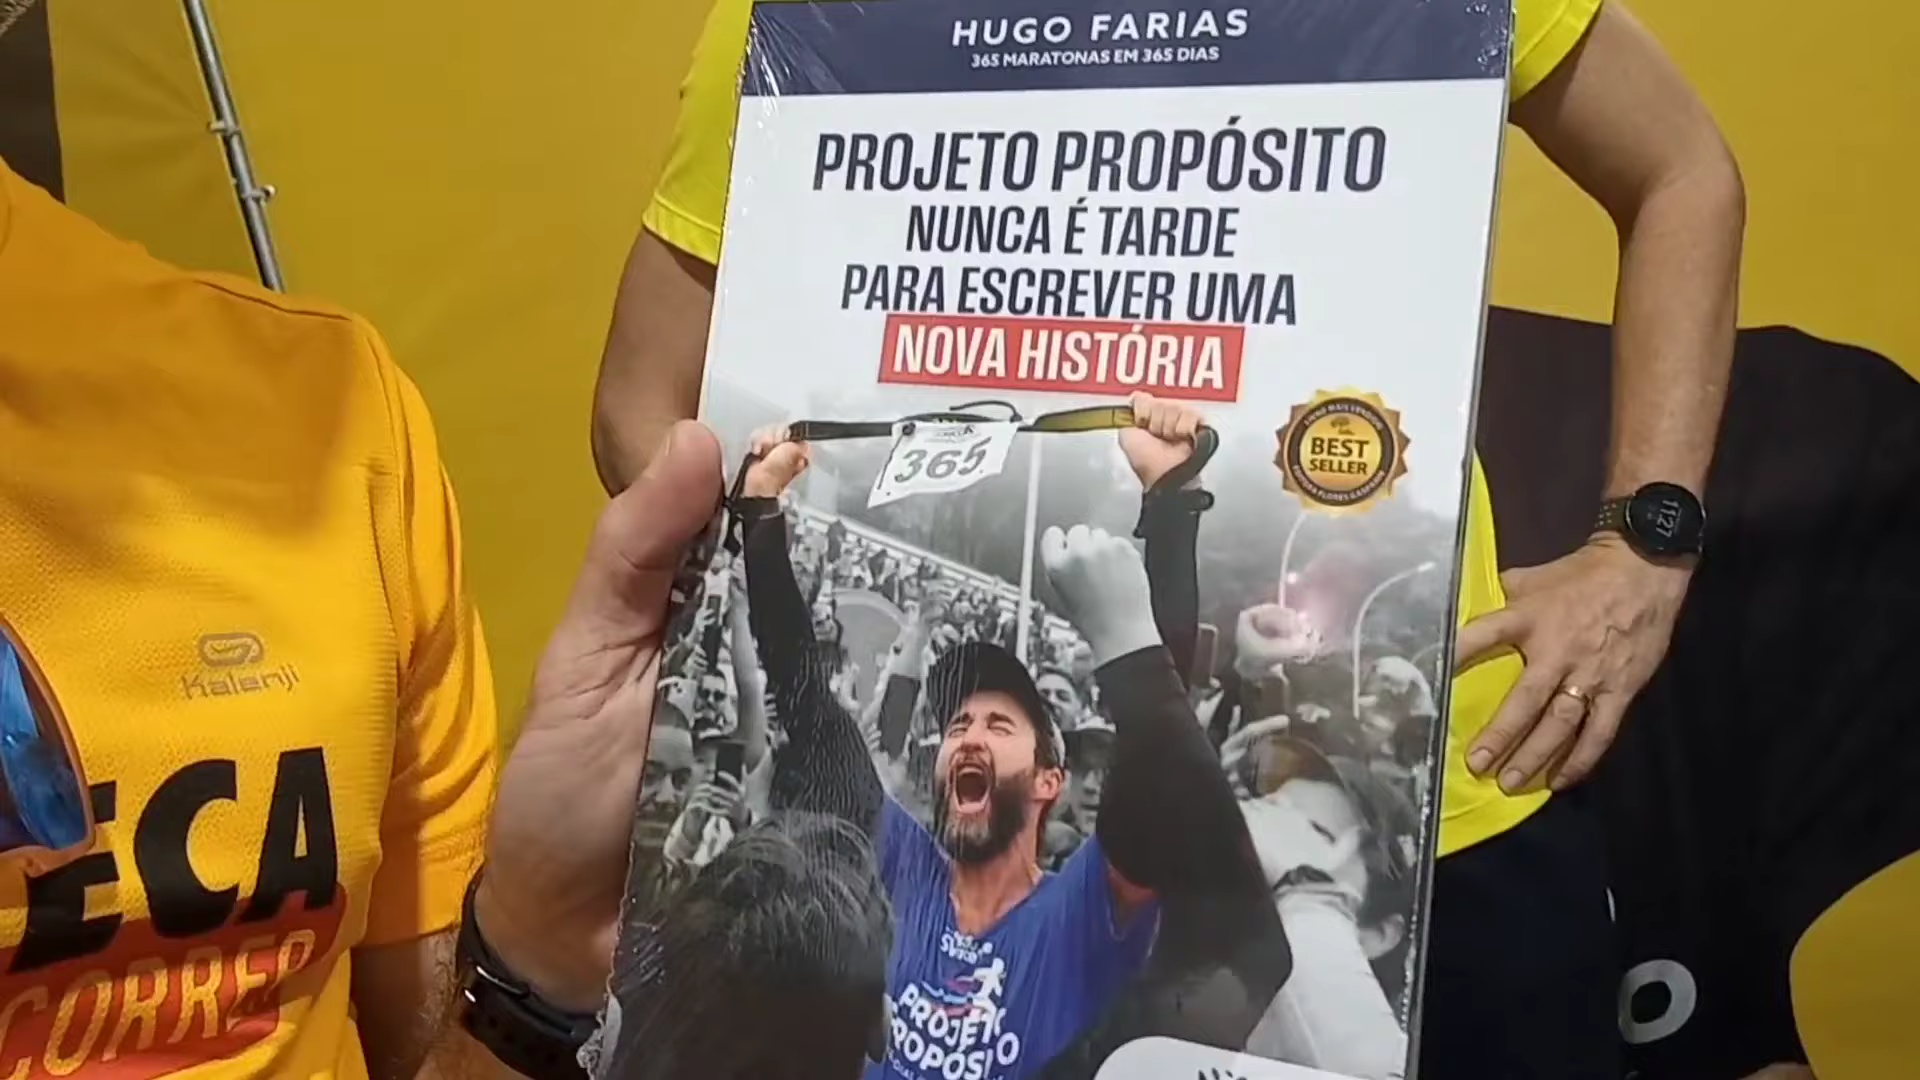 HUGO FARIAS
365 MARATONAS EM 365 DIAS
PROJETO PROPÓSITO
NUNCA É TARDE
PARA ESCREVER UMA
NOVA HISTÓRIA
365
BEST
SELLER
PROJETO
PROPÓSITO
Kalenji
ECA
CORRER
1127